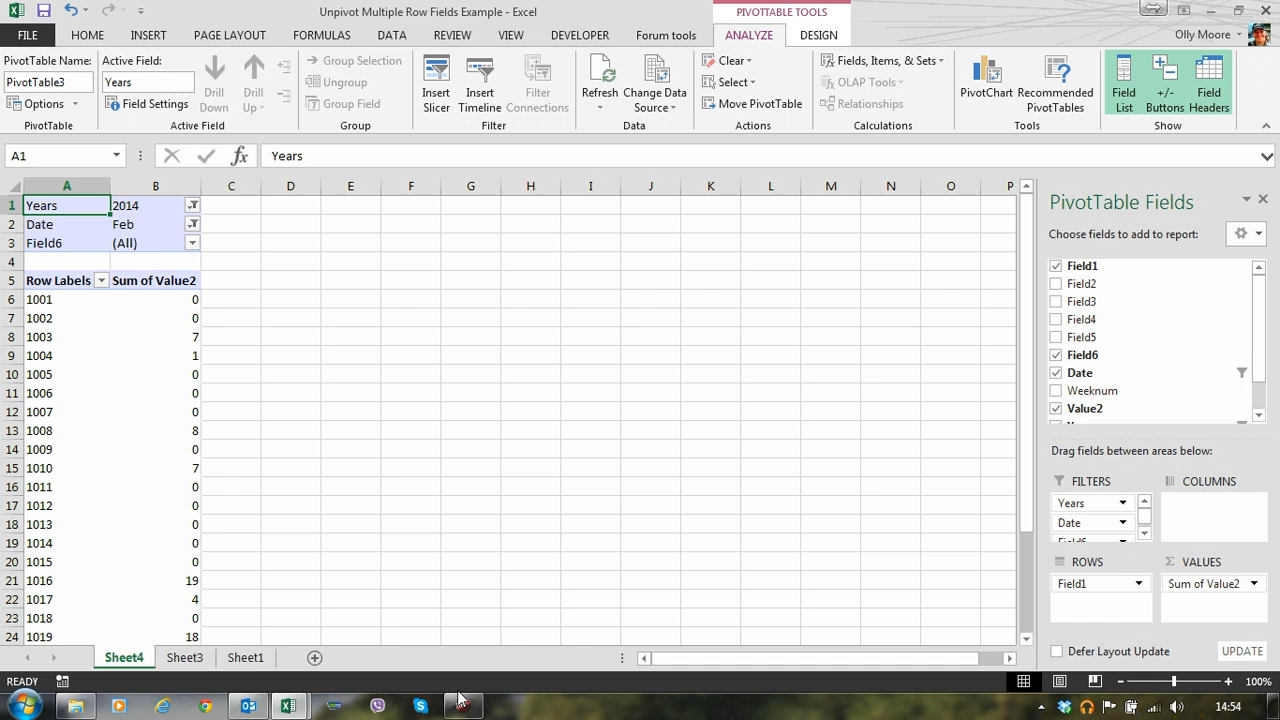 Unpivot Multiple Row Fields Example - Excel
PIVOTTABLE TOOLS
FILE HOME INSERT PAGE LAYOUT FORMULAS DATA REVIEW VIEW DEVELOPER Forum tools ANALYZE DESIGN Olly Moore
PivotTable Name:
PivotTable3
Options
PivotTable
Active Field:
Years
Field Settings
Drill Down
Drill Up
Active Field
Group Selection
Ungroup
Group Field
Group
Insert Slicer
Insert Timeline
Filter Connections
Filter
Refresh
Change Data Source
Data
Clear
Select
Move PivotTable
Actions
Fields, Items, & Sets
OLAP Tools
Relationships
Calculations
PivotChart
Recommended PivotTables
Tools
Field List
+/- Buttons
Field Headers
Show
A1 fx Years
A B C D E F G H I J K L M N O P
1 Years 2014
2 Date Feb
3 Field6 (All)
4
5 Row Labels Sum of Value2
6 1001 0
7 1002 0
8 1003 7
9 1004 1
10 1005 0
11 1006 0
12 1007 0
13 1008 8
14 1009 0
15 1010 7
16 1011 0
17 1012 0
18 1013 0
19 1014 0
20 1015 0
21 1016 19
22 1017 4
23 1018 0
24 1019 18
PivotTable Fields
Choose fields to add to report:
Field1
Field2
Field3
Field4
Field5
Field6
Date
Weeknum
Value2
Drag fields between areas below:
FILTERS
Years
Date
Field6
COLUMNS
ROWS
Field1
VALUES
Sum of Value2
Defer Layout Update UPDATE
Sheet4 Sheet3 Sheet1
READY 100%
14:54